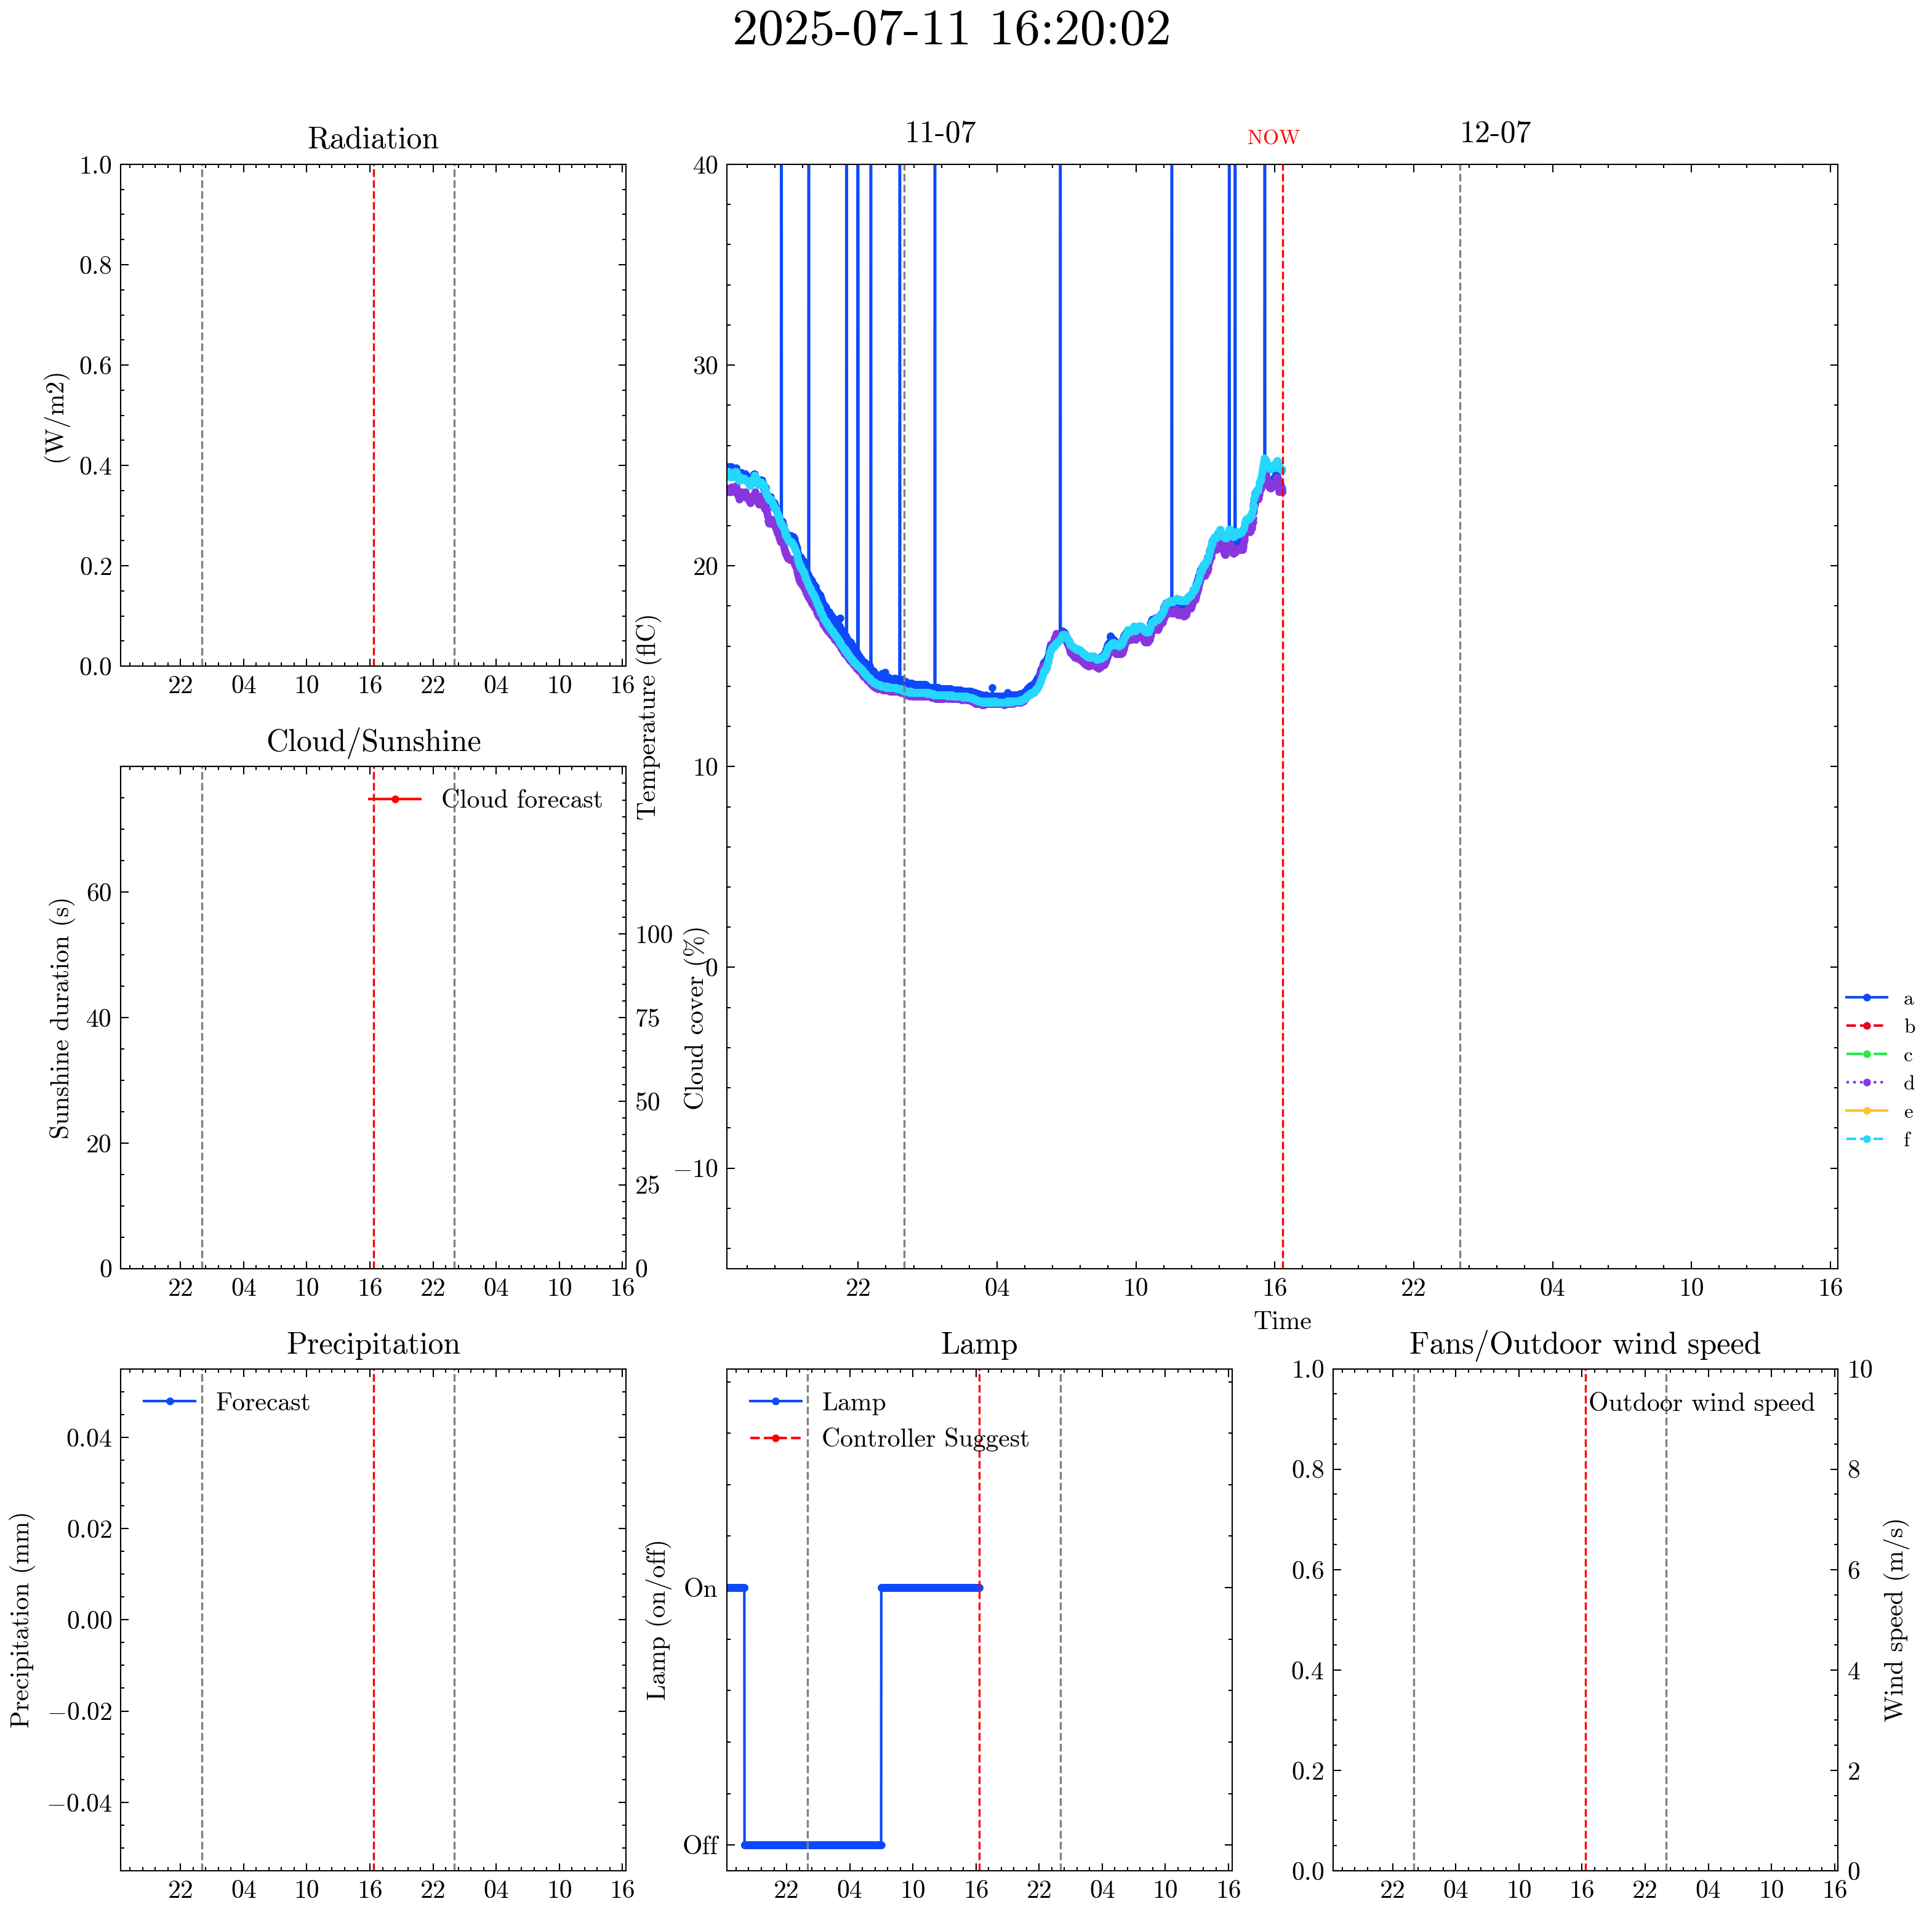 2025-07-11 16:20:02
Radiation
1.0
0.8
0.6
0.4
0.2
0.0
(W/m2)
22 04 10 16 22 04 10 16
11-07
NOW
12-07
40
30
20
10
0
−10
Temperature (flC)
22 04 10 16 22 04 10 16
Time
a
b
c
d
e
f
Cloud/Sunshine
Cloud forecast
60
40
20
0
Sunshine duration (s)
100
75
50
25
0
Cloud cover (%)
22 04 10 16 22 04 10 16
Precipitation
Forecast
0.04
0.02
0.00
−0.02
−0.04
Precipitation (mm)
22 04 10 16 22 04 10 16
Lamp
Lamp
Controller Suggest
On
Off
Lamp (on/off)
22 04 10 16 22 04 10 16
Fans/Outdoor wind speed
Outdoor wind speed
1.0
0.8
0.6
0.4
0.2
0.0
10
8
6
4
2
0
Wind speed (m/s)
22 04 10 16 22 04 10 16